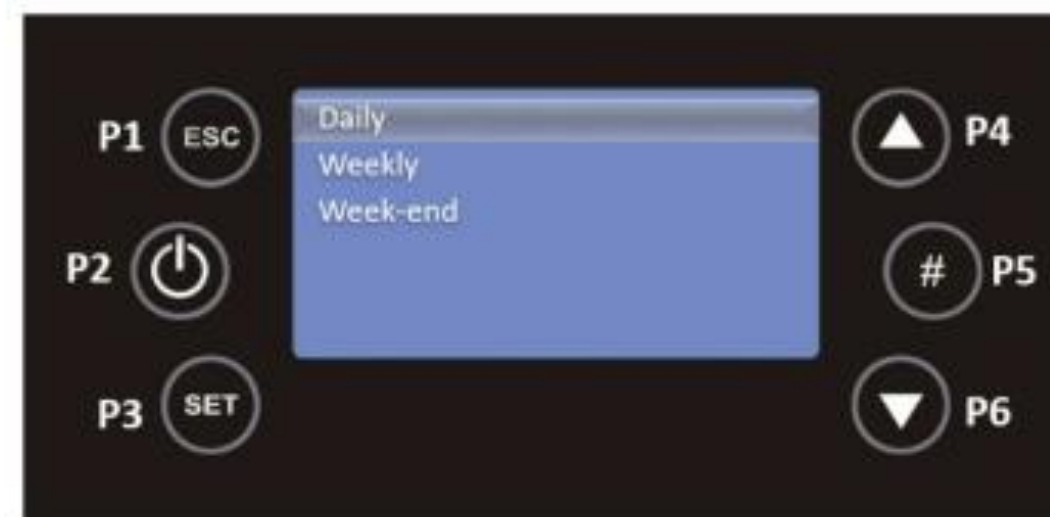 P1 ESC
Daily
P4
Weekly
Week-end
P2
# P5
P3 SET
P6